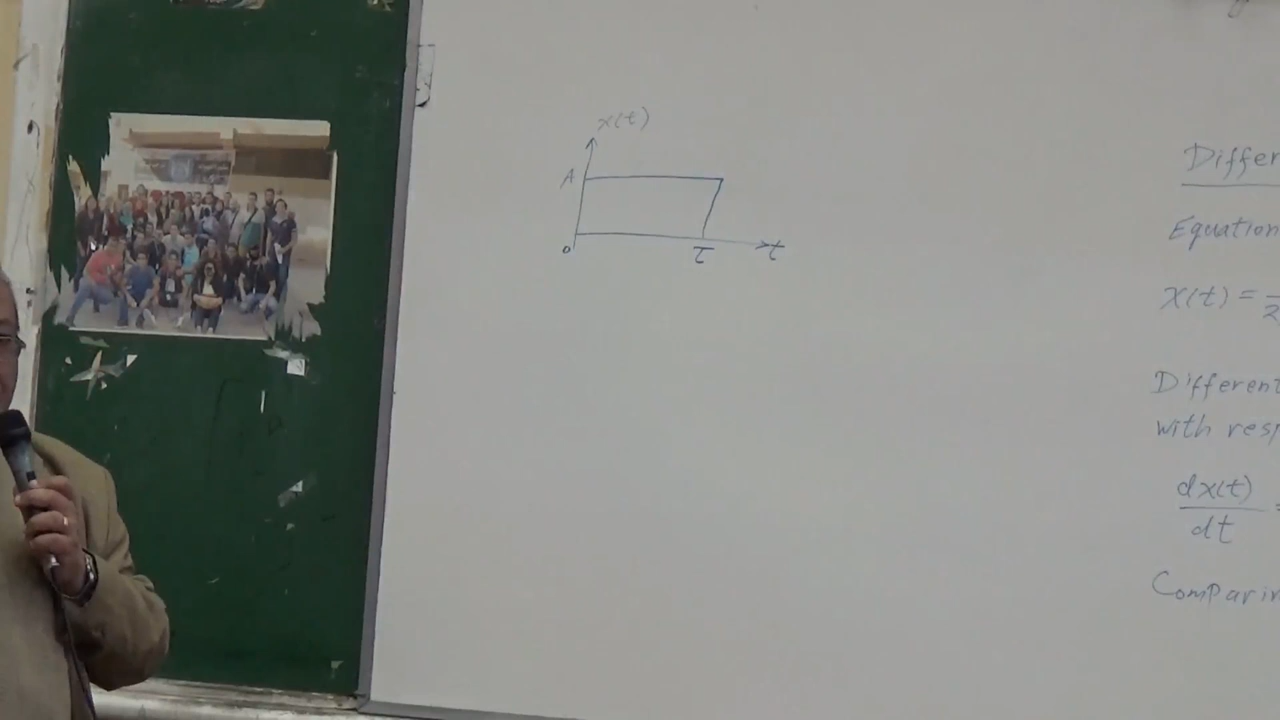 x(t)
A
0
τ
t
Differ
Equation
x(t) =
Different
with resp
dx(t)
dt
=
Comparin